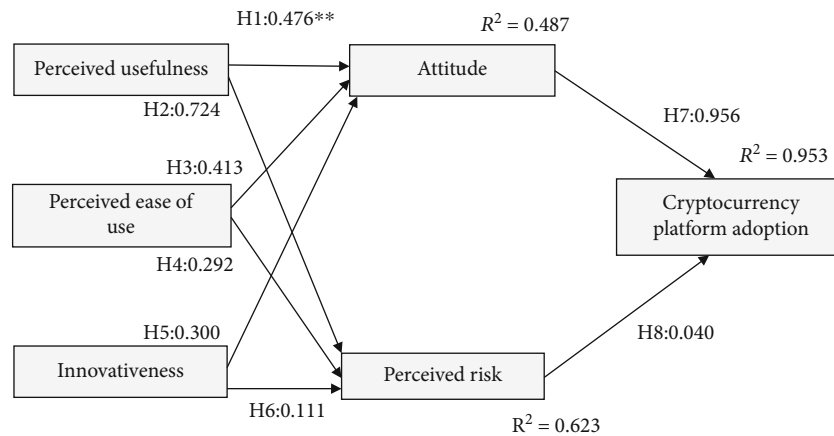 H1:0.476**
R² = 0.487
Perceived usefulness
Attitude
H2:0.724
H7:0.956
H3:0.413
R² = 0.953
Perceived ease of
use
Cryptocurrency
platform adoption
H4:0.292
H5:0.300
H8:0.040
Innovativeness
Perceived risk
H6:0.111
R² = 0.623